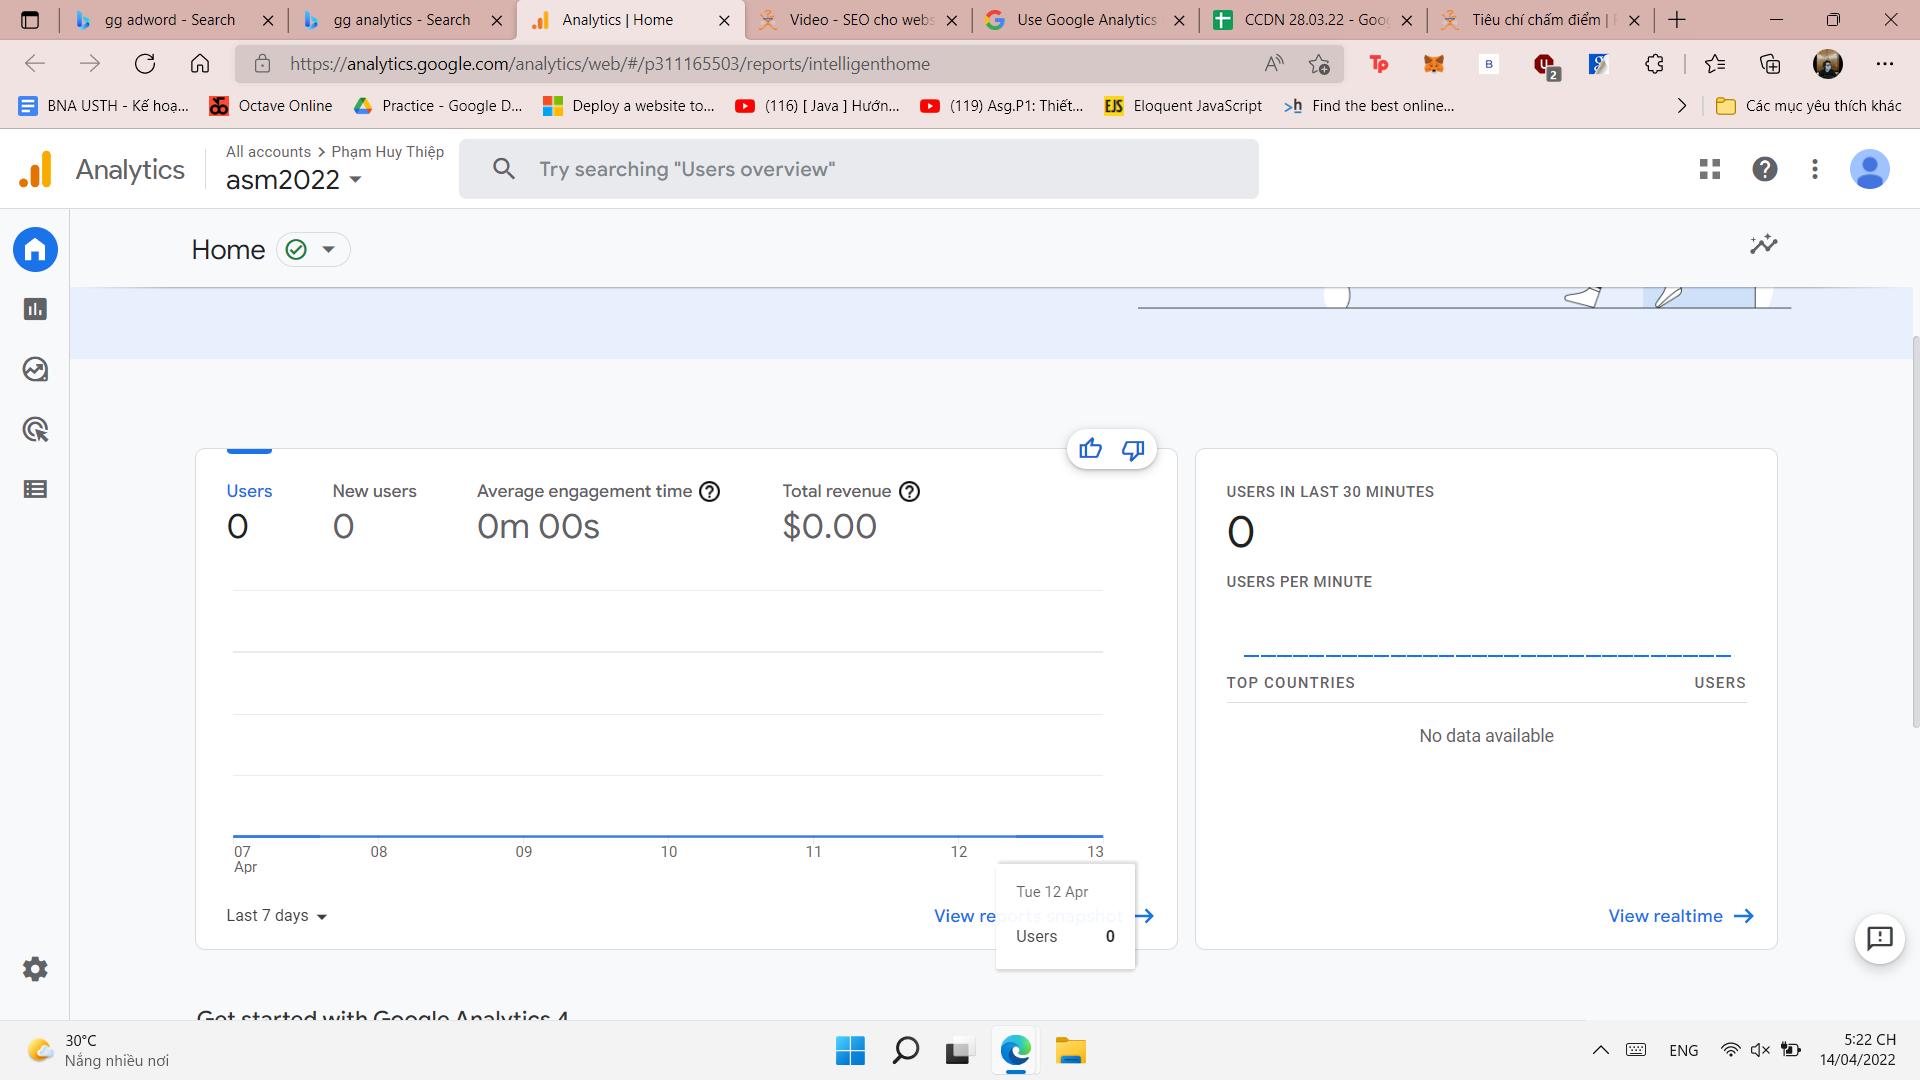 gg adword - Search
gg analytics - Search
Analytics | Home
Video - SEO cho webs
Use Google Analytics
CCDN 28.03.22 - Goo
Tiêu chí chấm điểm |
https://analytics.google.com/analytics/web/#/p311165503/reports/intelligenthome
BNA USTH - Kế hoạ...
Octave Online
Practice - Google D...
Deploy a website to...
(116) [ Java ] Hướn...
(119) Asg.P1: Thiết...
EJS
Eloquent JavaScript
>h
Find the best online...
Các mục yêu thích khác
Analytics
All accounts > Phạm Huy Thiệp
asm2022
Try searching "Users overview"
Home
Users
0
New users
0
Average engagement time
0m 00s
Total revenue
$0.00
07
Apr
08
09
10
11
12
13
Last 7 days
View reports snapshot
Tue 12 Apr
Users 0
USERS IN LAST 30 MINUTES
0
USERS PER MINUTE
TOP COUNTRIES USERS
No data available
View realtime
Get started with Google Analytics 4
30°C
Nắng nhiều nơi
ENG
5:22 CH
14/04/2022